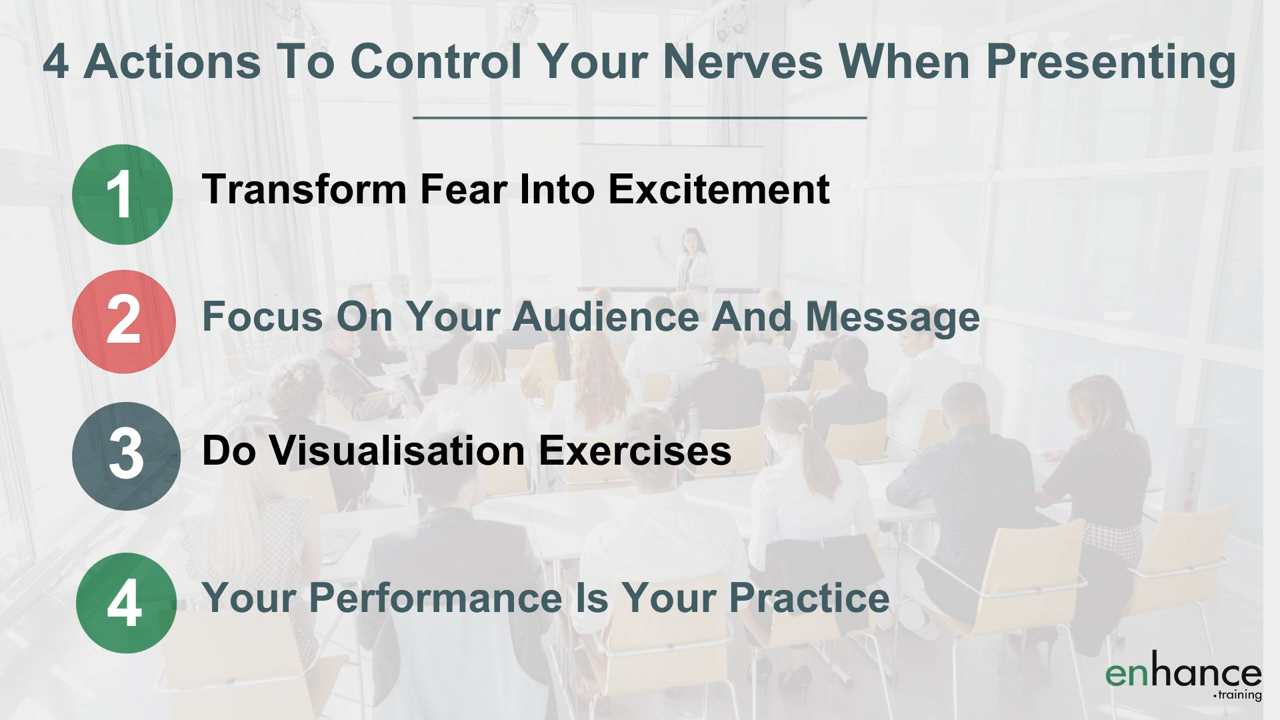 4 Actions To Control Your Nerves When Presenting
1 Transform Fear Into Excitement
2 Focus On Your Audience And Message
3 Do Visualisation Exercises
4 Your Performance Is Your Practice
enhance
.training